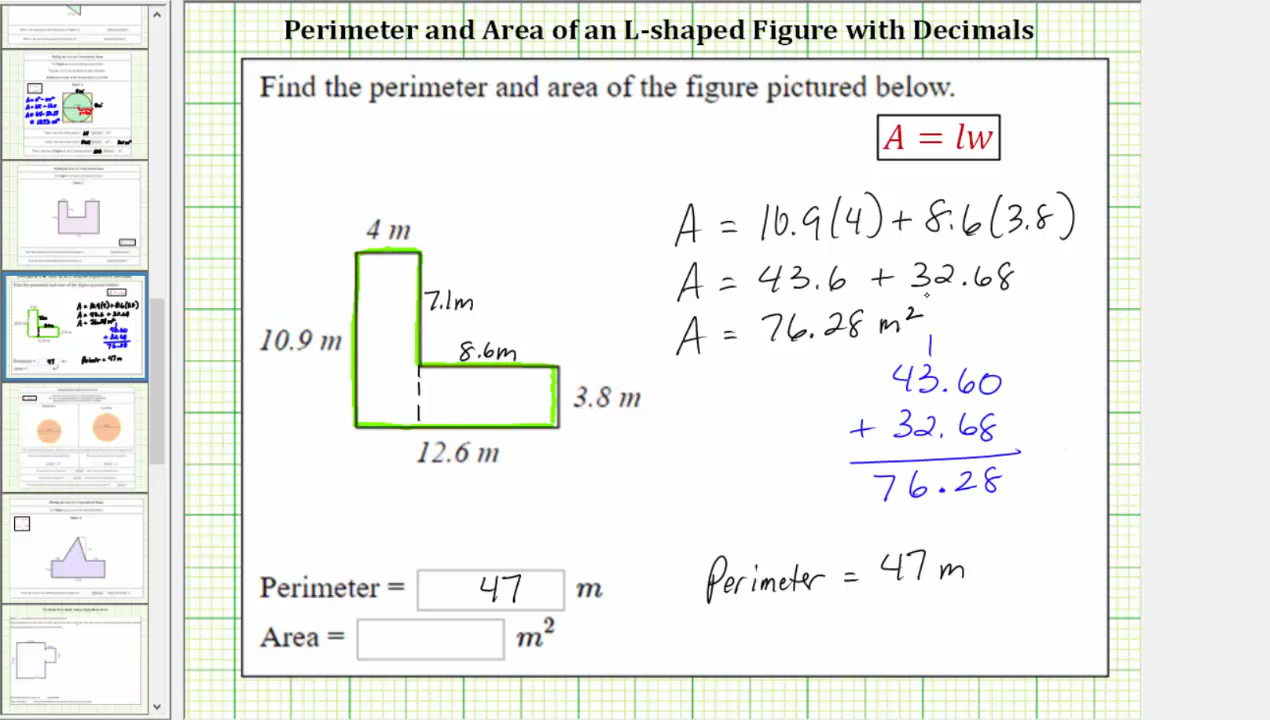 Perimeter and Area of an L-shaped Figure with Decimals
Find the perimeter and area of the figure pictured below.
A = lw
A = 10.9(4) + 8.6(3.8)
4 m
A = 43.6 + 32.68
7.1m
A = 76.28 m²
10.9 m
8.6m
1
43.60
3.8 m
+ 32.68
12.6 m
76.28
Perimeter = 47 m
Perimeter = 47 m
Area = m²